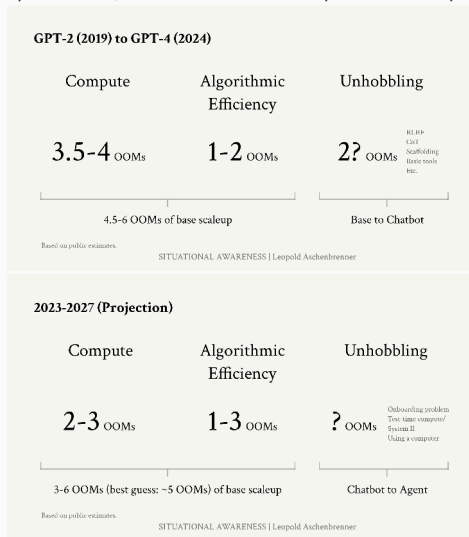 GPT-2 (2019) to GPT-4 (2024)
Compute
Algorithmic
Efficiency
Unhobbling
3.5-4 OOMs
1-2 OOMs
2? OOMs
RLHF
CoT
Scaffolding
Basic tools
Etc.
4.5-6 OOMs of base scaleup
Base to Chatbot
Based on public estimates.
SITUATIONAL AWARENESS | Leopold Aschenbrenner
2023-2027 (Projection)
Compute
Algorithmic
Efficiency
Unhobbling
2-3 OOMs
1-3 OOMs
? OOMs
Onboarding problem
Test-time compute/
System II
Using a computer
3-6 OOMs (best guess: ~5 OOMs) of base scaleup
Chatbot to Agent
Based on public estimates.
SITUATIONAL AWARENESS | Leopold Aschenbrenner